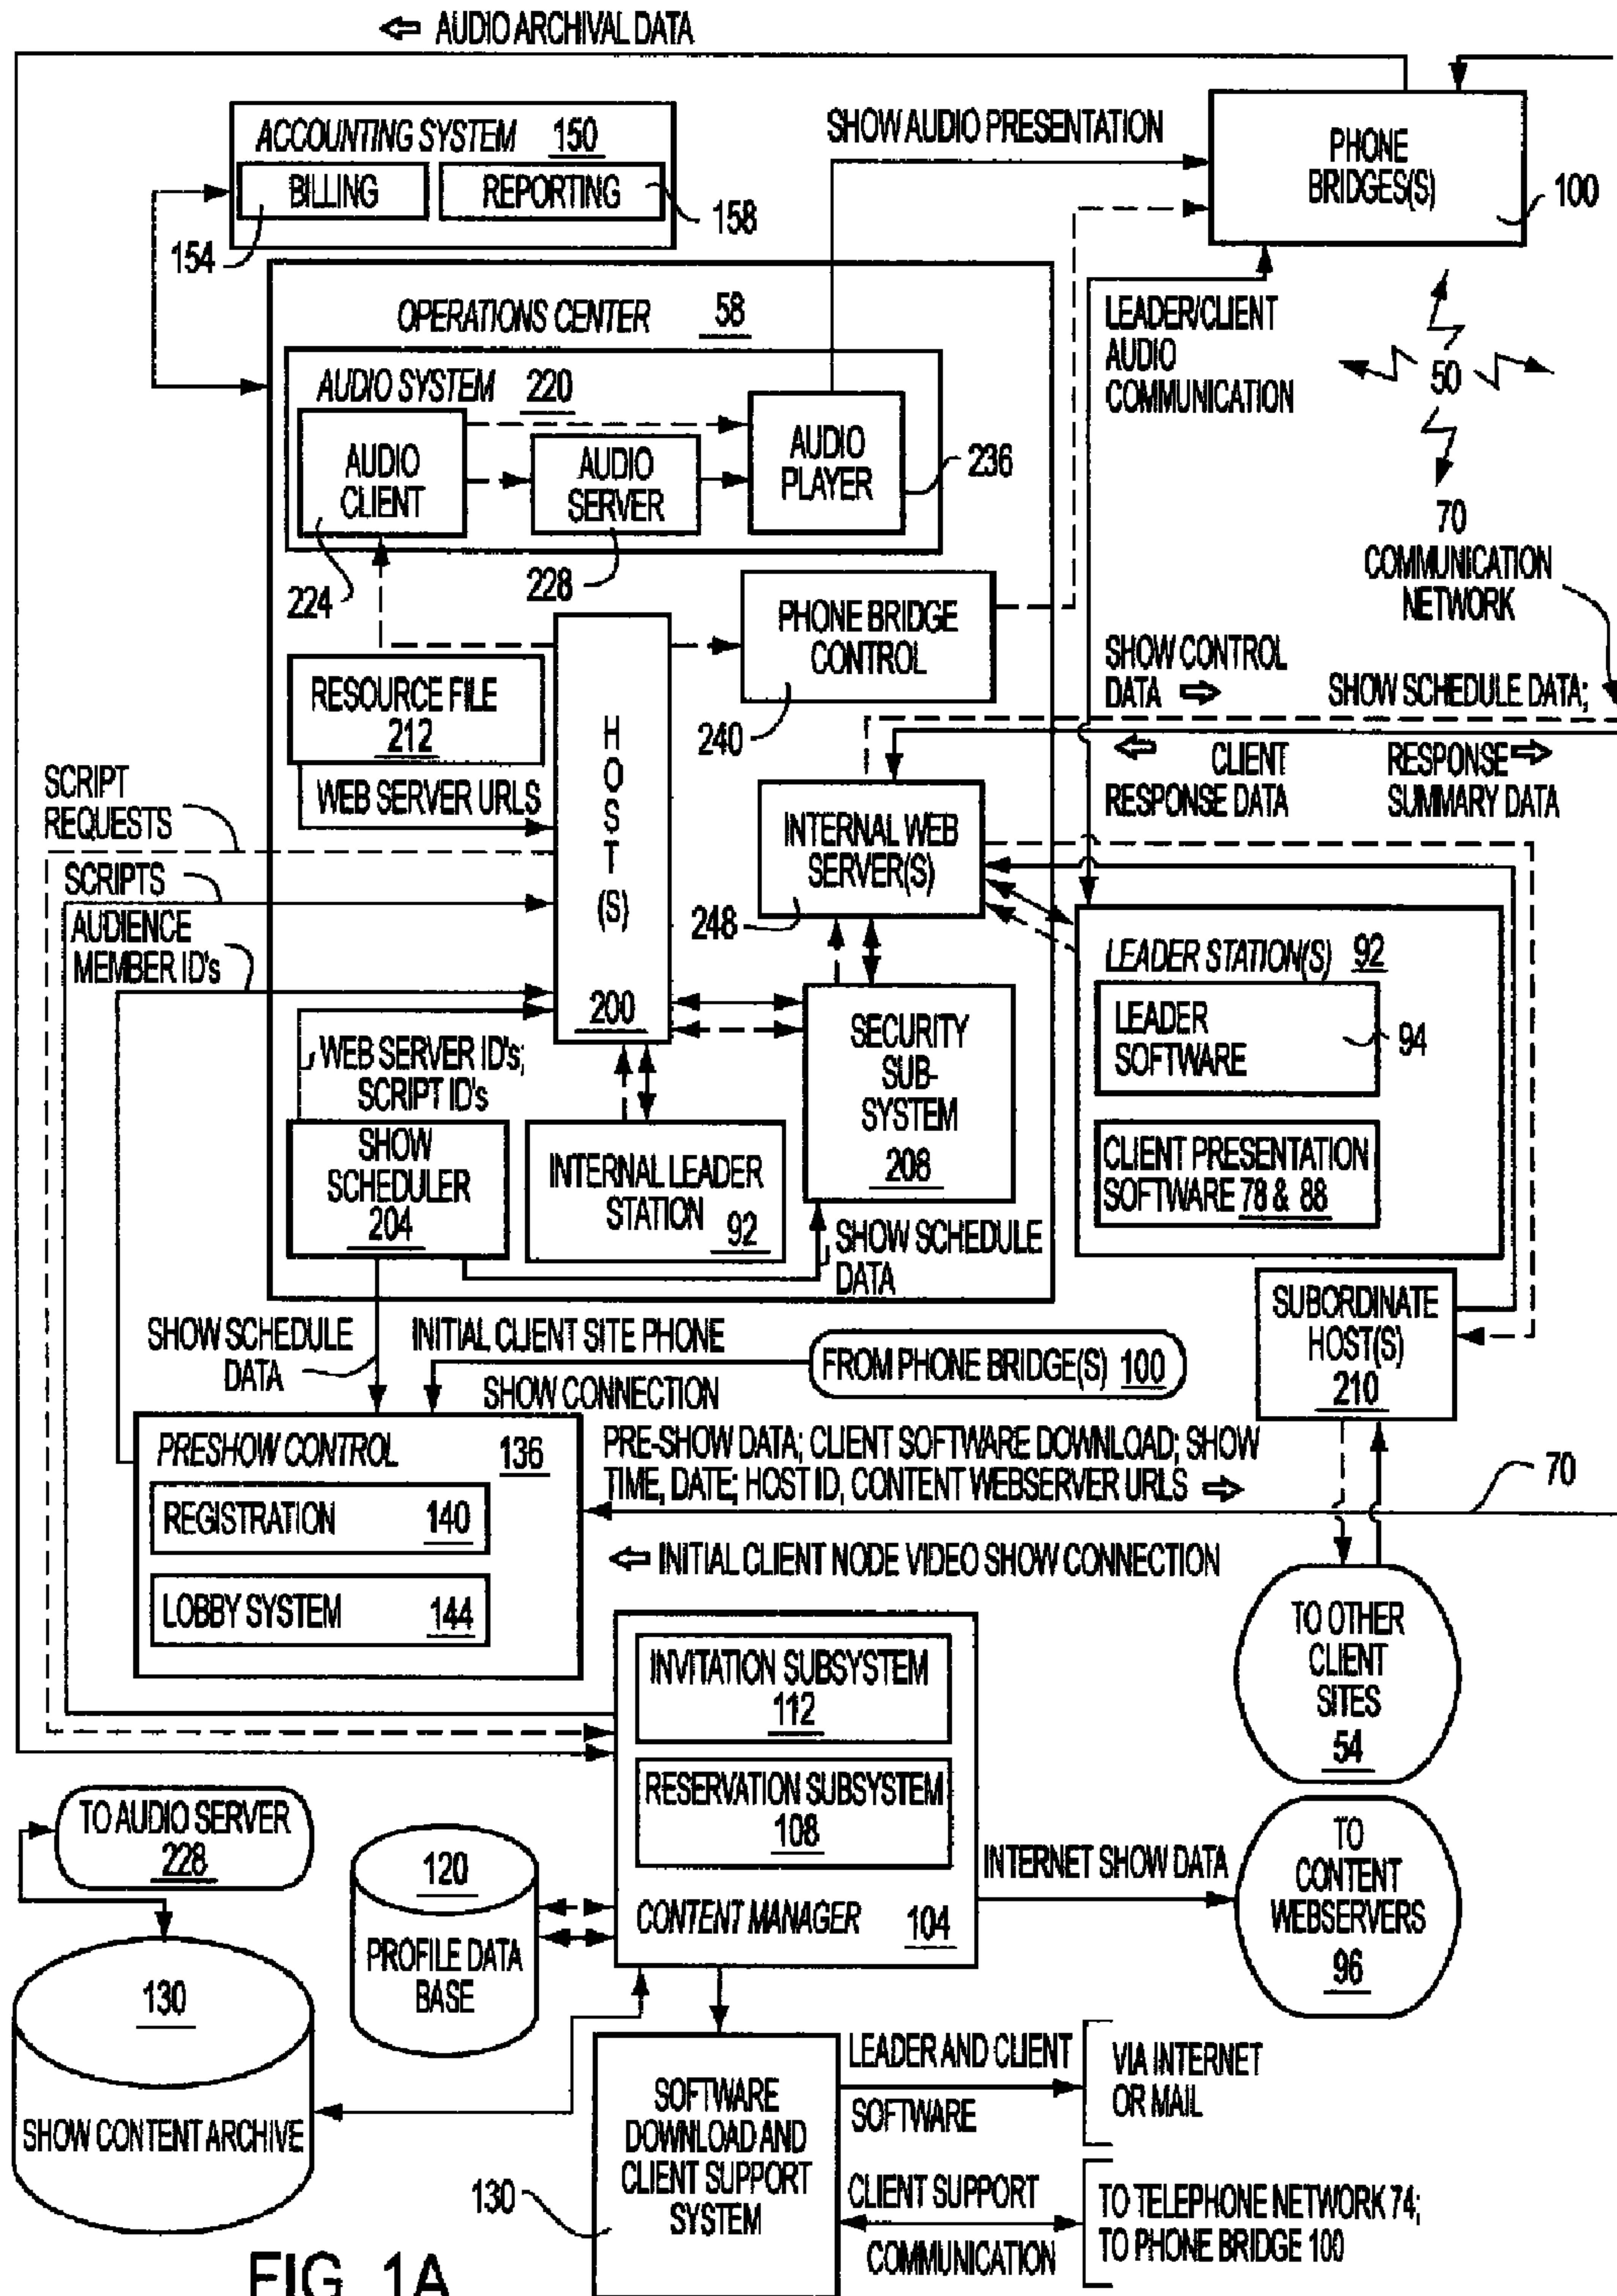 ⇦ AUDIO ARCHIVAL DATA
ACCOUNTING SYSTEM 150
BILLING
REPORTING
154
158
SHOW AUDIO PRESENTATION
PHONE
BRIDGES(S)
100
OPERATIONS CENTER 58
AUDIO SYSTEM 220
AUDIO
CLIENT
224
AUDIO
SERVER
228
AUDIO
PLAYER
236
LEADER/CLIENT
AUDIO
COMMUNICATION
50
70
COMMUNICATION
NETWORK
PHONE BRIDGE
CONTROL
240
RESOURCE FILE
212
WEB SERVER URLS
H
O
S
T
(S)
200
SHOW CONTROL
DATA ⇨
SHOW SCHEDULE DATA;
⇦ CLIENT
RESPONSE DATA
RESPONSE ⇨
SUMMARY DATA
SCRIPT
REQUESTS
SCRIPTS
AUDIENCE
MEMBER ID's
INTERNAL WEB
SERVER(S)
248
LEADER STATION(S) 92
LEADER
SOFTWARE
94
CLIENT PRESENTATION
SOFTWARE 78 & 88
SECURITY
SUB-
SYSTEM
208
WEB SERVER ID's;
SCRIPT ID's
SHOW
SCHEDULER
204
INTERNAL LEADER
STATION 92
SHOW SCHEDULE
DATA
SUBORDINATE
HOST(S)
210
SHOW SCHEDULE
DATA
INITIAL CLIENT SITE PHONE
SHOW CONNECTION
FROM PHONE BRIDGE(S) 100
PRESHOW CONTROL 136
REGISTRATION 140
LOBBY SYSTEM 144
PRE-SHOW DATA; CLIENT SOFTWARE DOWNLOAD; SHOW
TIME, DATE; HOST ID, CONTENT WEBSERVER URLS ⇨
70
⇦ INITIAL CLIENT NODE VIDEO SHOW CONNECTION
TO OTHER
CLIENT
SITES
54
INVITATION SUBSYSTEM
112
RESERVATION SUBSYSTEM
108
CONTENT MANAGER 104
TO AUDIO SERVER
228
120
PROFILE DATA
BASE
INTERNET SHOW DATA
TO
CONTENT
WEBSERVERS
96
130
SHOW CONTENT ARCHIVE
SOFTWARE
DOWNLOAD AND
CLIENT SUPPORT
SYSTEM
130
LEADER AND CLIENT
SOFTWARE
VIA INTERNET
OR MAIL
CLIENT SUPPORT
COMMUNICATION
TO TELEPHONE NETWORK 74;
TO PHONE BRIDGE 100
FIG. 1A